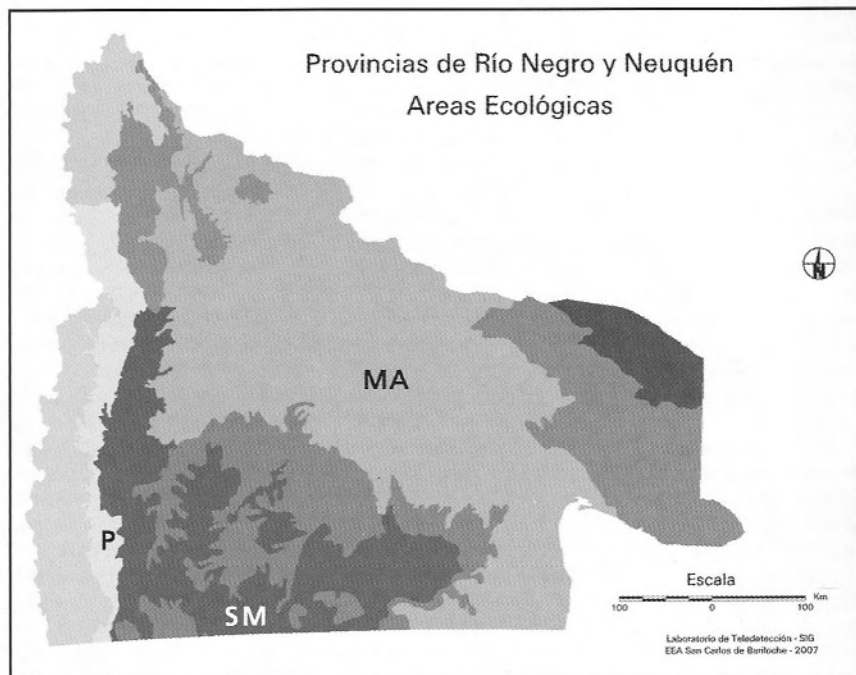 Provincias de Río Negro y Neuquén
Areas Ecológicas
N
MA
P
SM
Escala
100 0 100 Km
Laboratorio de Teledetección - SIG
EEA San Carlos de Bariloche - 2007